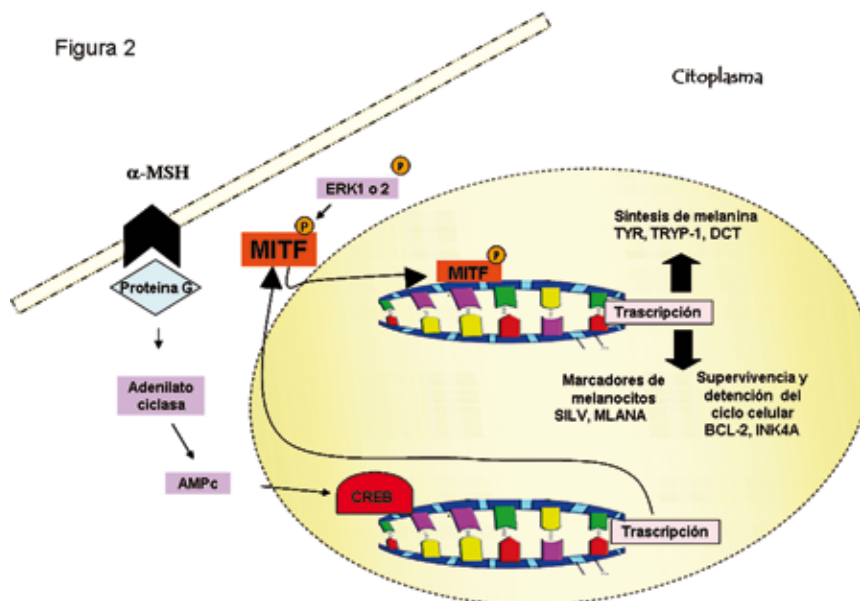 Figura 2
Citoplasma
α-MSH
P
ERK1 o 2
P
MITF
Proteína G
P
MITF
Síntesis de melanina
TYR, TRYP-1, DCT
Trascripción
Adenilato
ciclasa
Marcadores de
melanocitos
SILV, MLANA
Supervivencia y
detención del
ciclo celular
BCL-2, INK4A
AMPc
CREB
Trascripción